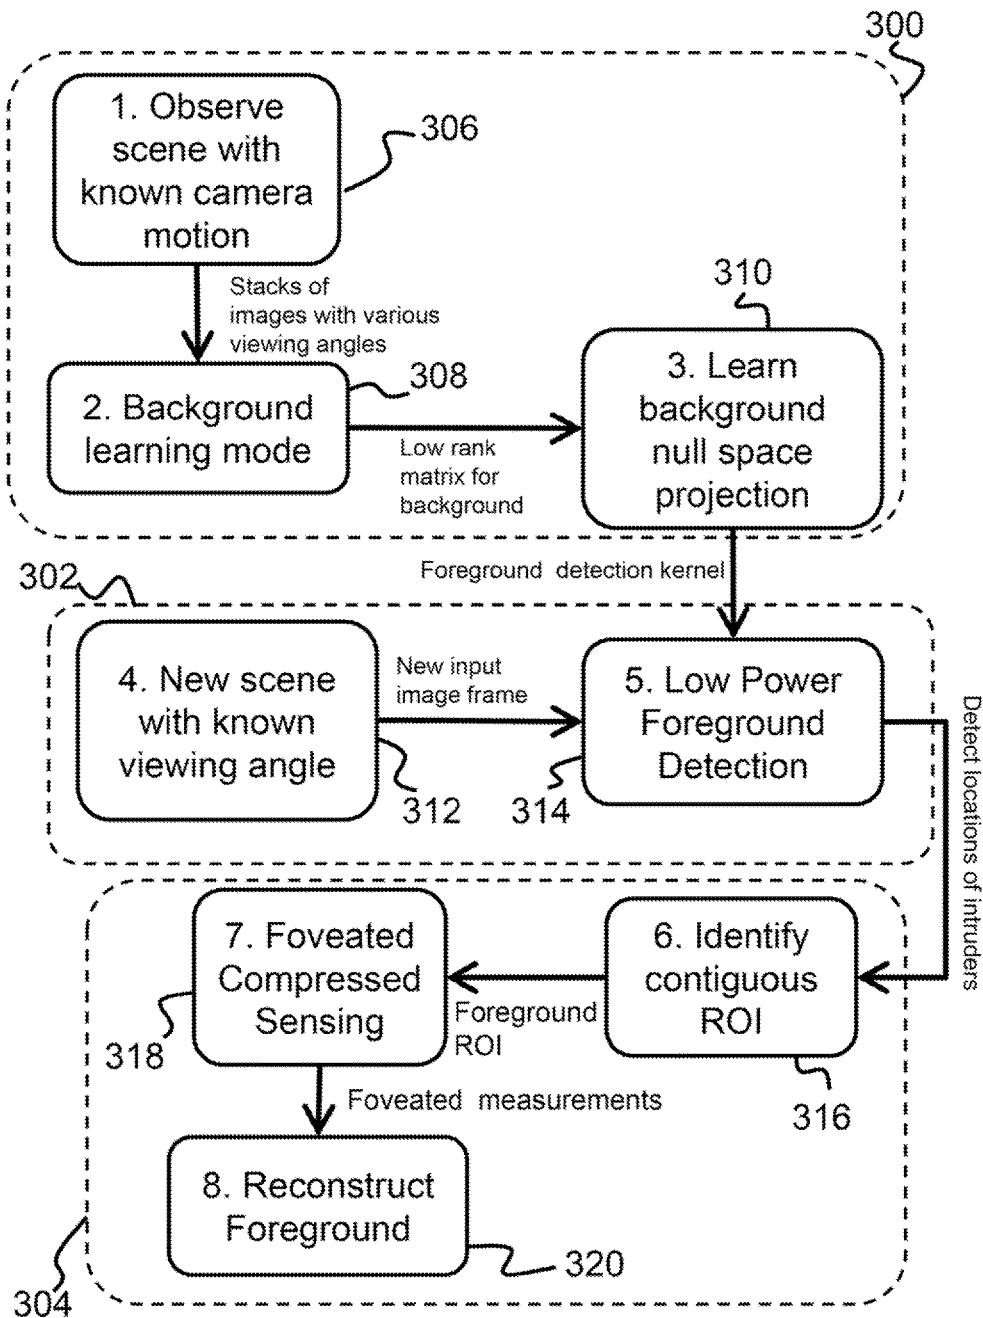 300
1. Observe
scene with
known camera
motion
306
Stacks of
images with various
viewing angles
310
2. Background
learning mode
308
Low rank
matrix for
background
3. Learn
background
null space
projection
Foreground detection kernel
302
4. New scene
with known
viewing angle
312
New input
image frame
5. Low Power
Foreground
Detection
314
Detect locations of intruders
6. Identify
contiguous
ROI
316
Foreground
ROI
7. Foveated
Compressed
Sensing
318
Foveated measurements
8. Reconstruct
Foreground
320
304